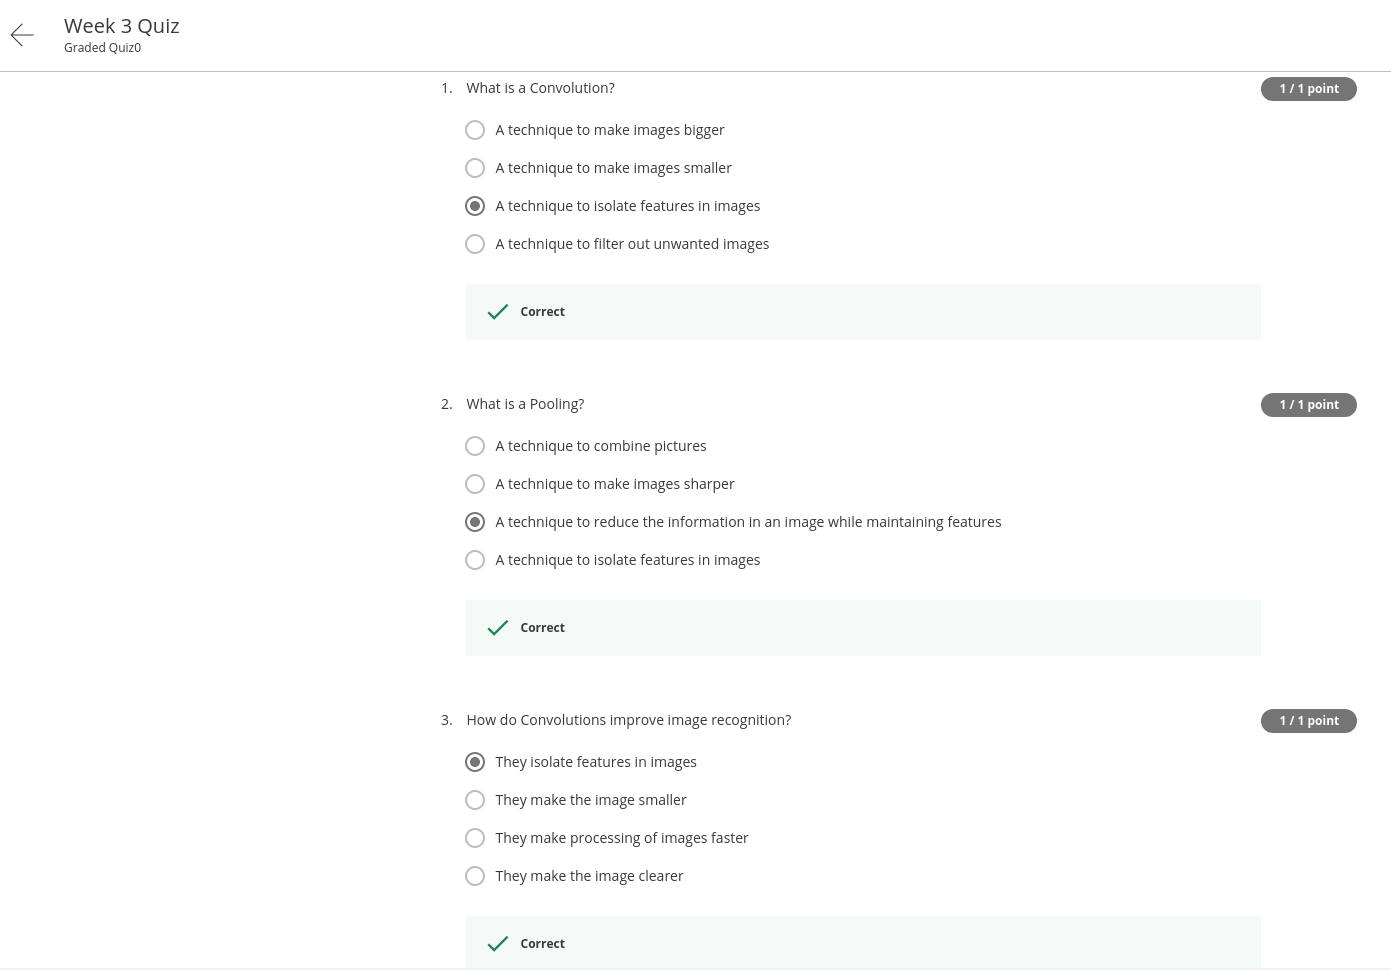 Week 3 Quiz
Graded Quiz0
1. What is a Convolution?
1 / 1 point
A technique to make images bigger
A technique to make images smaller
A technique to isolate features in images
A technique to filter out unwanted images
Correct
2. What is a Pooling?
1 / 1 point
A technique to combine pictures
A technique to make images sharper
A technique to reduce the information in an image while maintaining features
A technique to isolate features in images
Correct
3. How do Convolutions improve image recognition?
1 / 1 point
They isolate features in images
They make the image smaller
They make processing of images faster
They make the image clearer
Correct